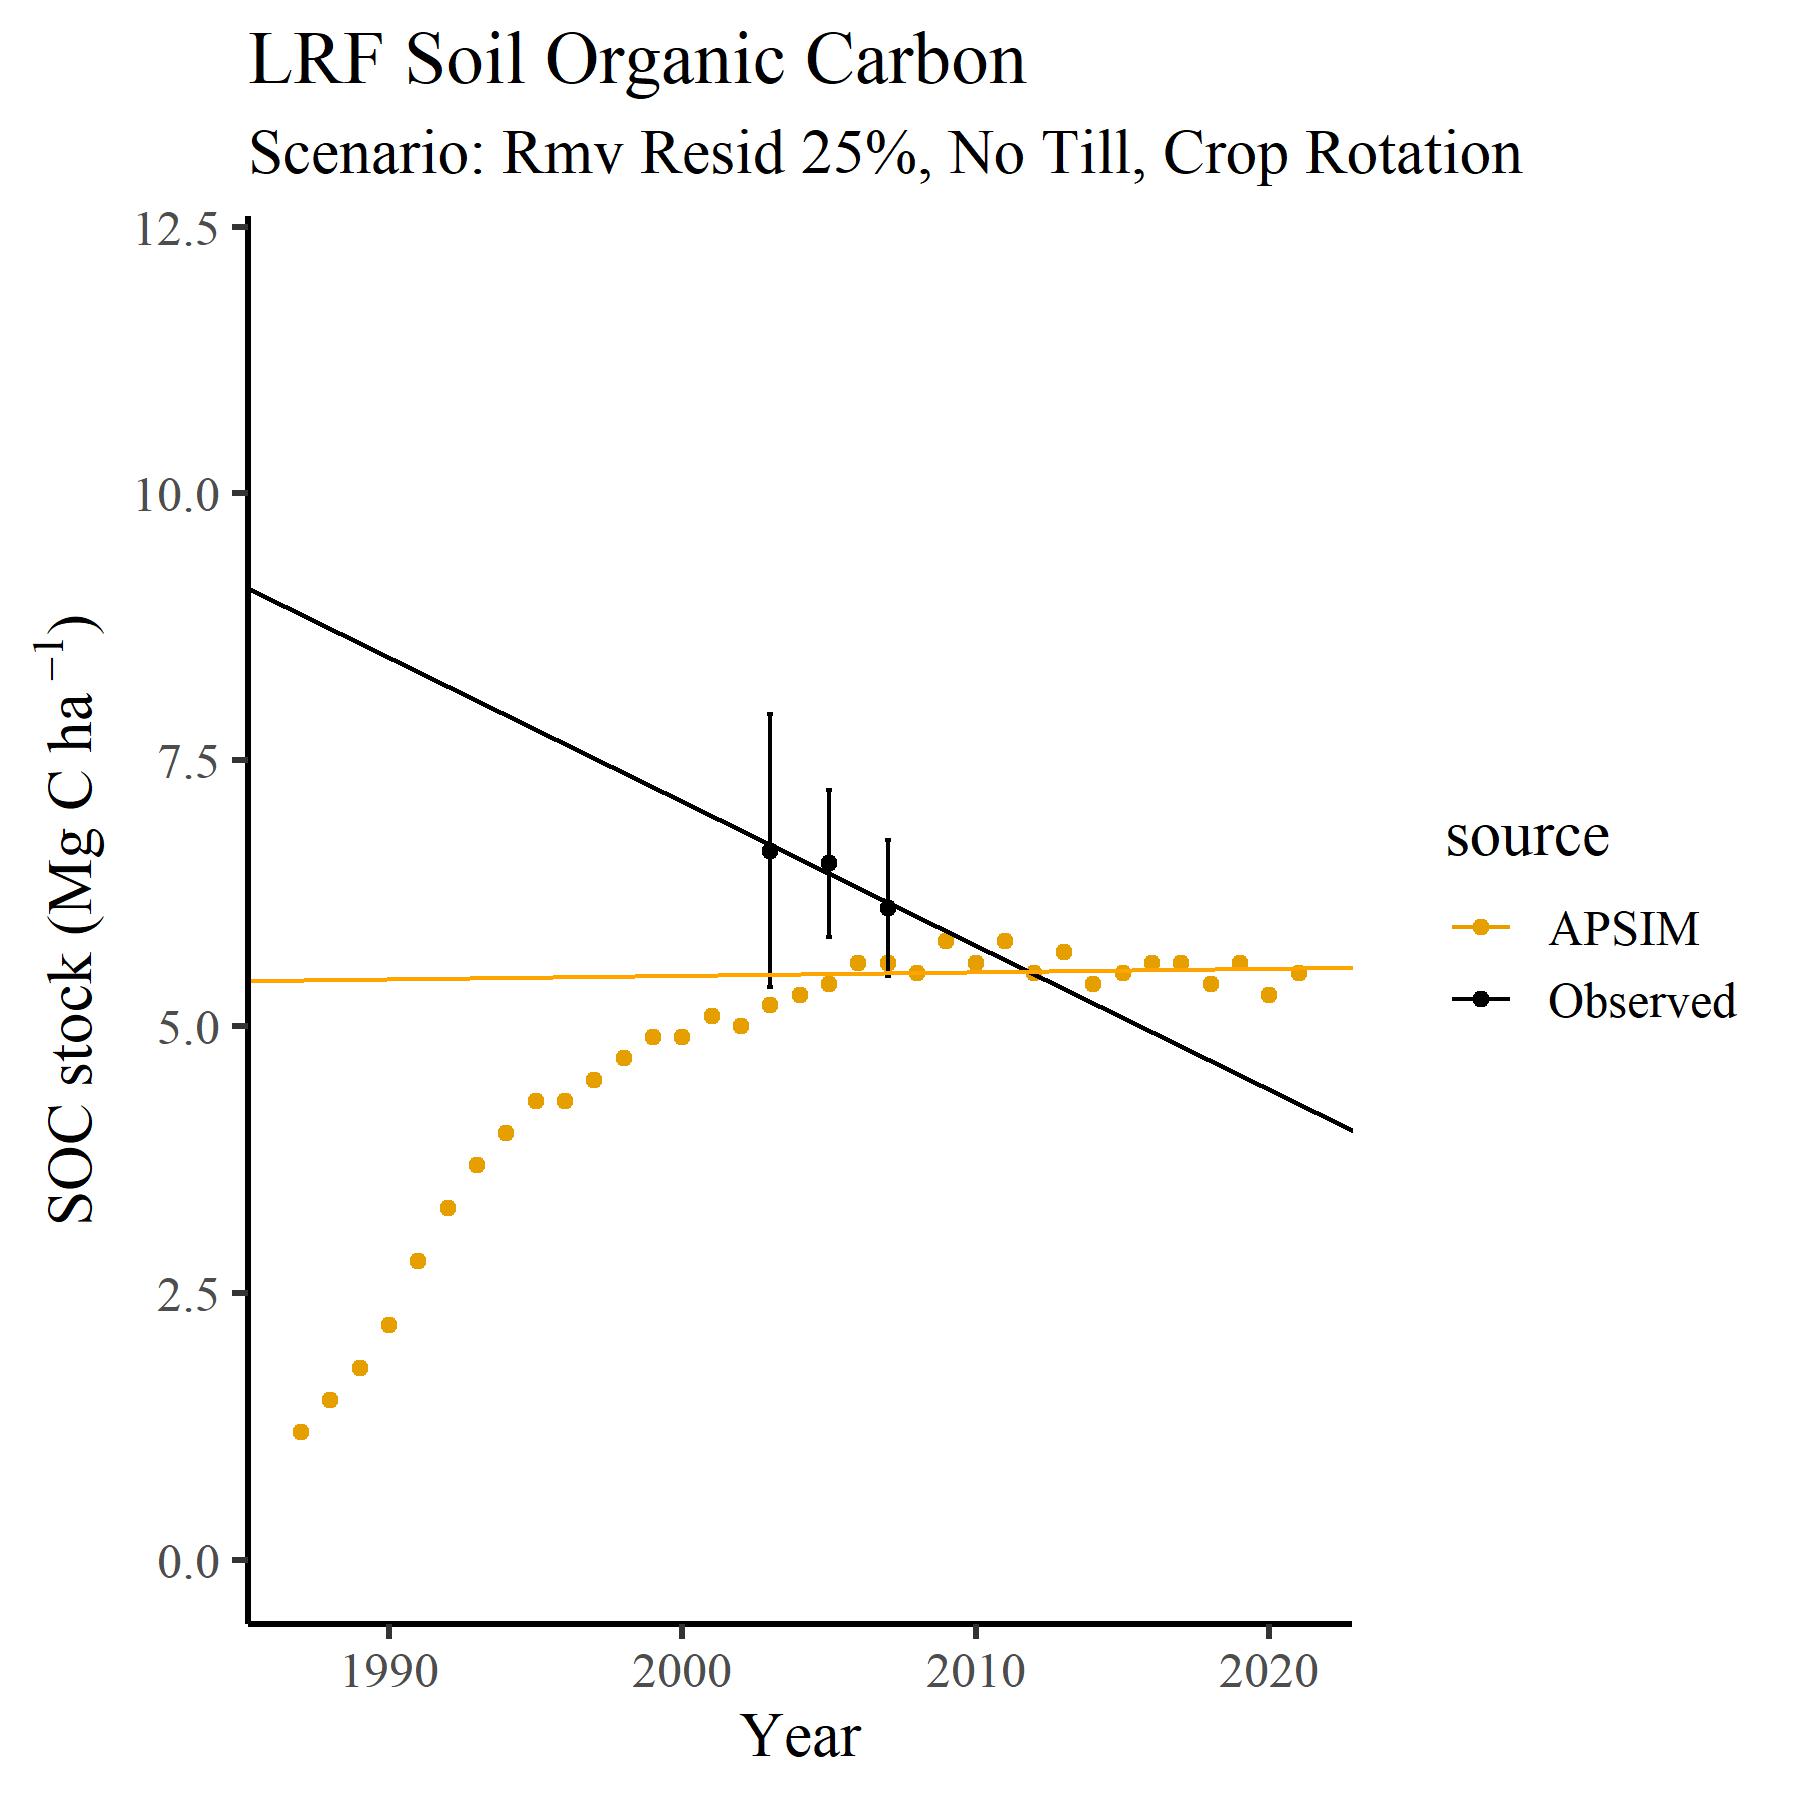 LRF Soil Organic Carbon
Scenario: Rmv Resid 25%, No Till, Crop Rotation
SOC stock (Mg C ha −1)
12.5
10.0
7.5
5.0
2.5
0.0
1990 2000 2010 2020
Year
source
APSIM
Observed